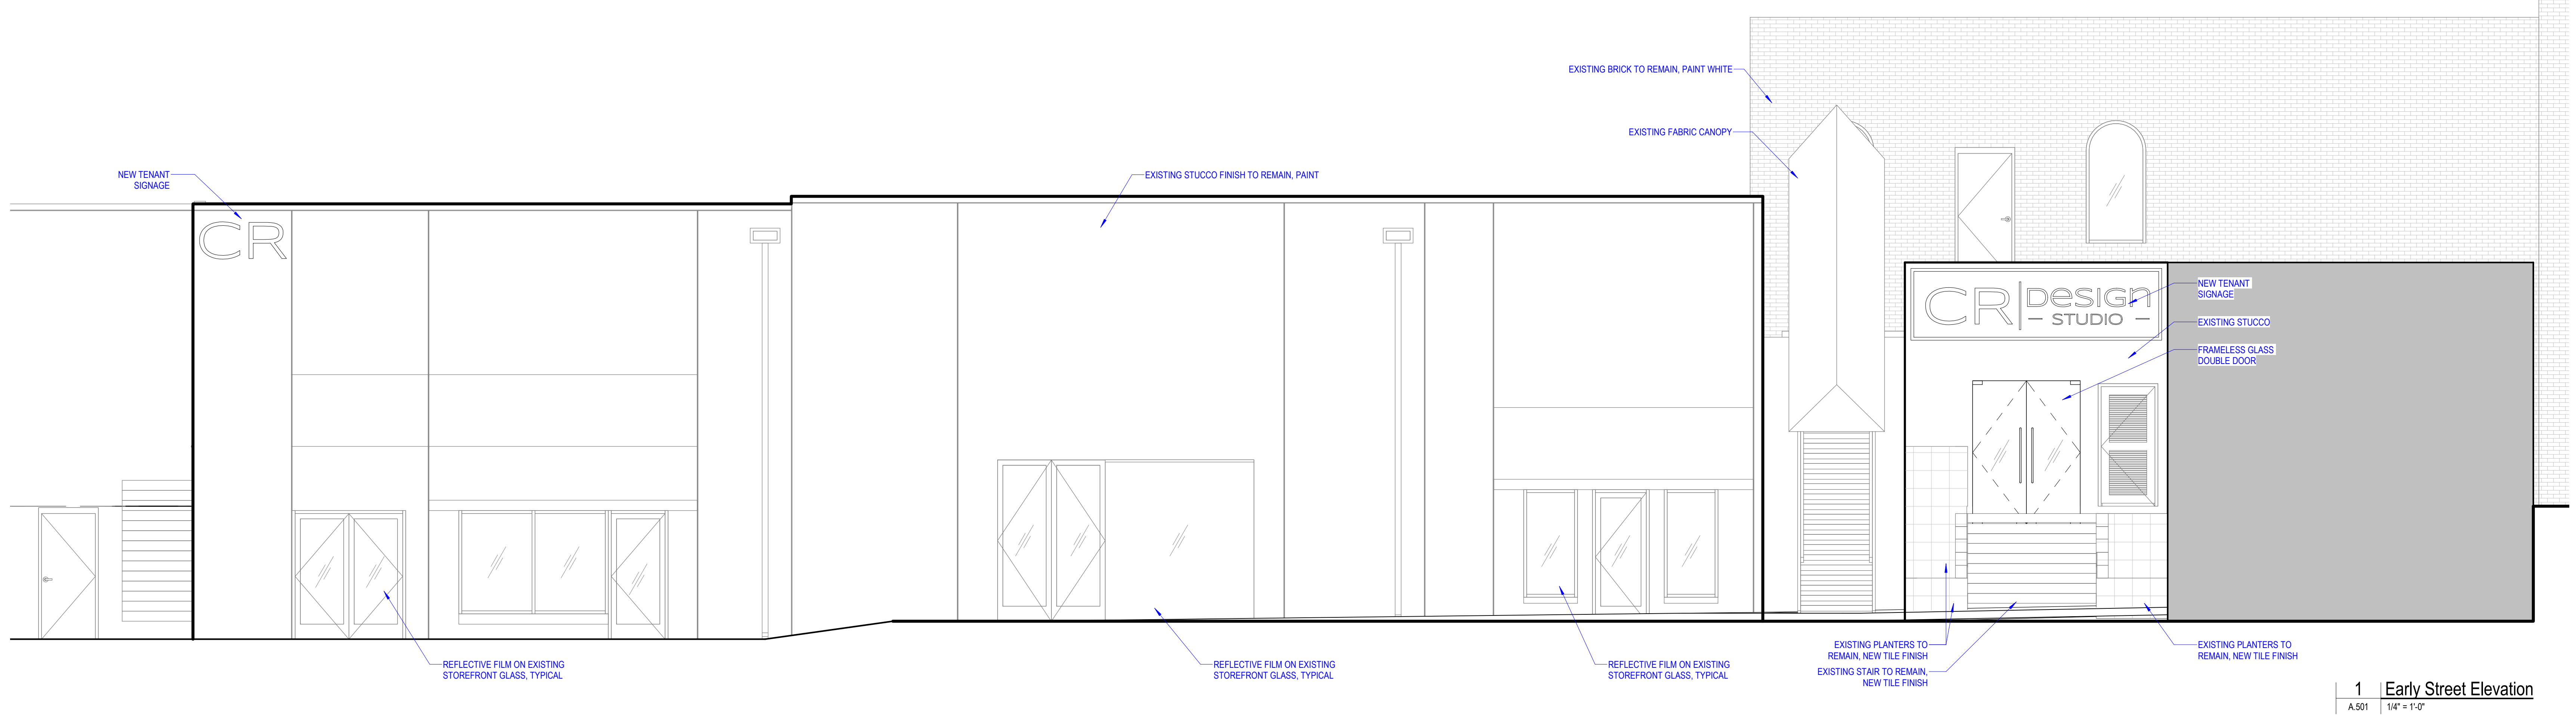 EXISTING BRICK TO REMAIN, PAINT WHITE
EXISTING FABRIC CANOPY
NEW TENANT
SIGNAGE
EXISTING STUCCO FINISH TO REMAIN, PAINT
CR
CR DESIGN
- STUDIO -
NEW TENANT
SIGNAGE
EXISTING STUCCO
FRAMELESS GLASS
DOUBLE DOOR
REFLECTIVE FILM ON EXISTING
STOREFRONT GLASS, TYPICAL
REFLECTIVE FILM ON EXISTING
STOREFRONT GLASS, TYPICAL
REFLECTIVE FILM ON EXISTING
STOREFRONT GLASS, TYPICAL
EXISTING PLANTERS TO
REMAIN, NEW TILE FINISH
EXISTING STAIR TO REMAIN,
NEW TILE FINISH
EXISTING PLANTERS TO
REMAIN, NEW TILE FINISH
1 Early Street Elevation
A.501 1/4" = 1'-0"